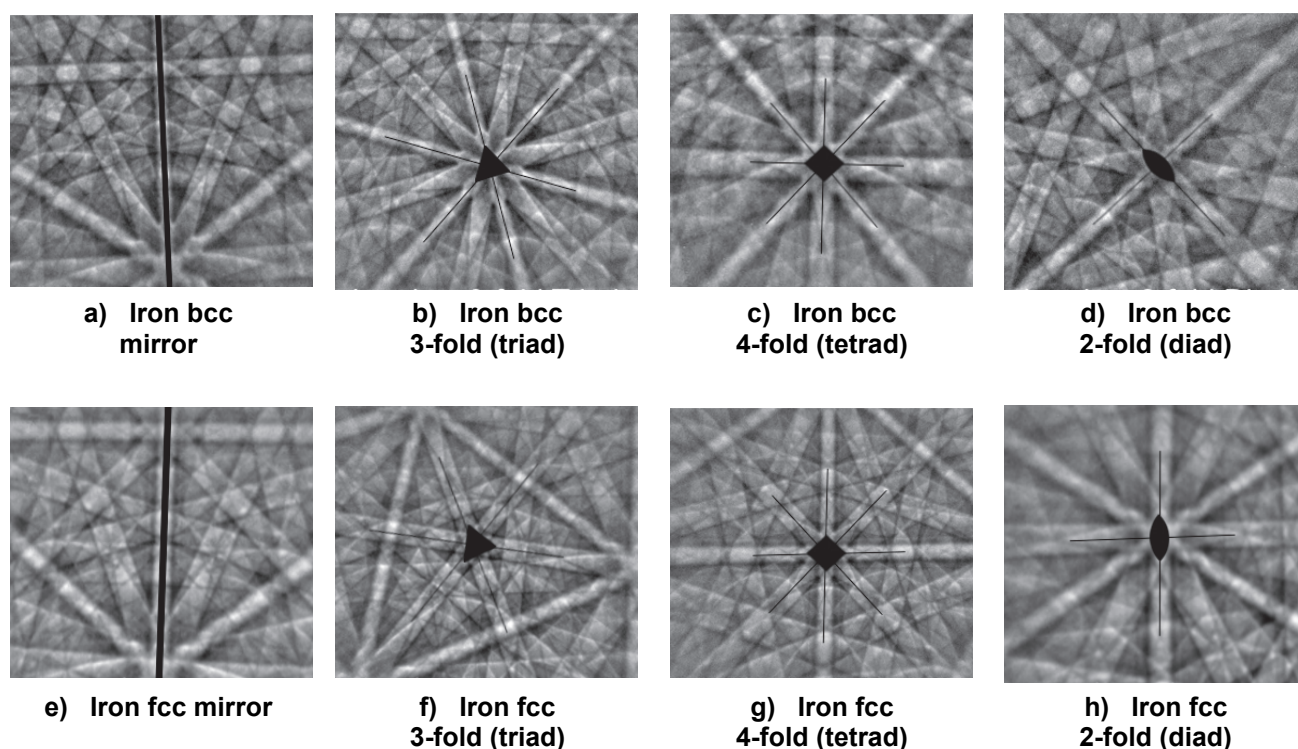 a) Iron bcc
mirror
b) Iron bcc
3-fold (triad)
c) Iron bcc
4-fold (tetrad)
d) Iron bcc
2-fold (diad)
e) Iron fcc mirror
f) Iron fcc
3-fold (triad)
g) Iron fcc
4-fold (tetrad)
h) Iron fcc
2-fold (diad)